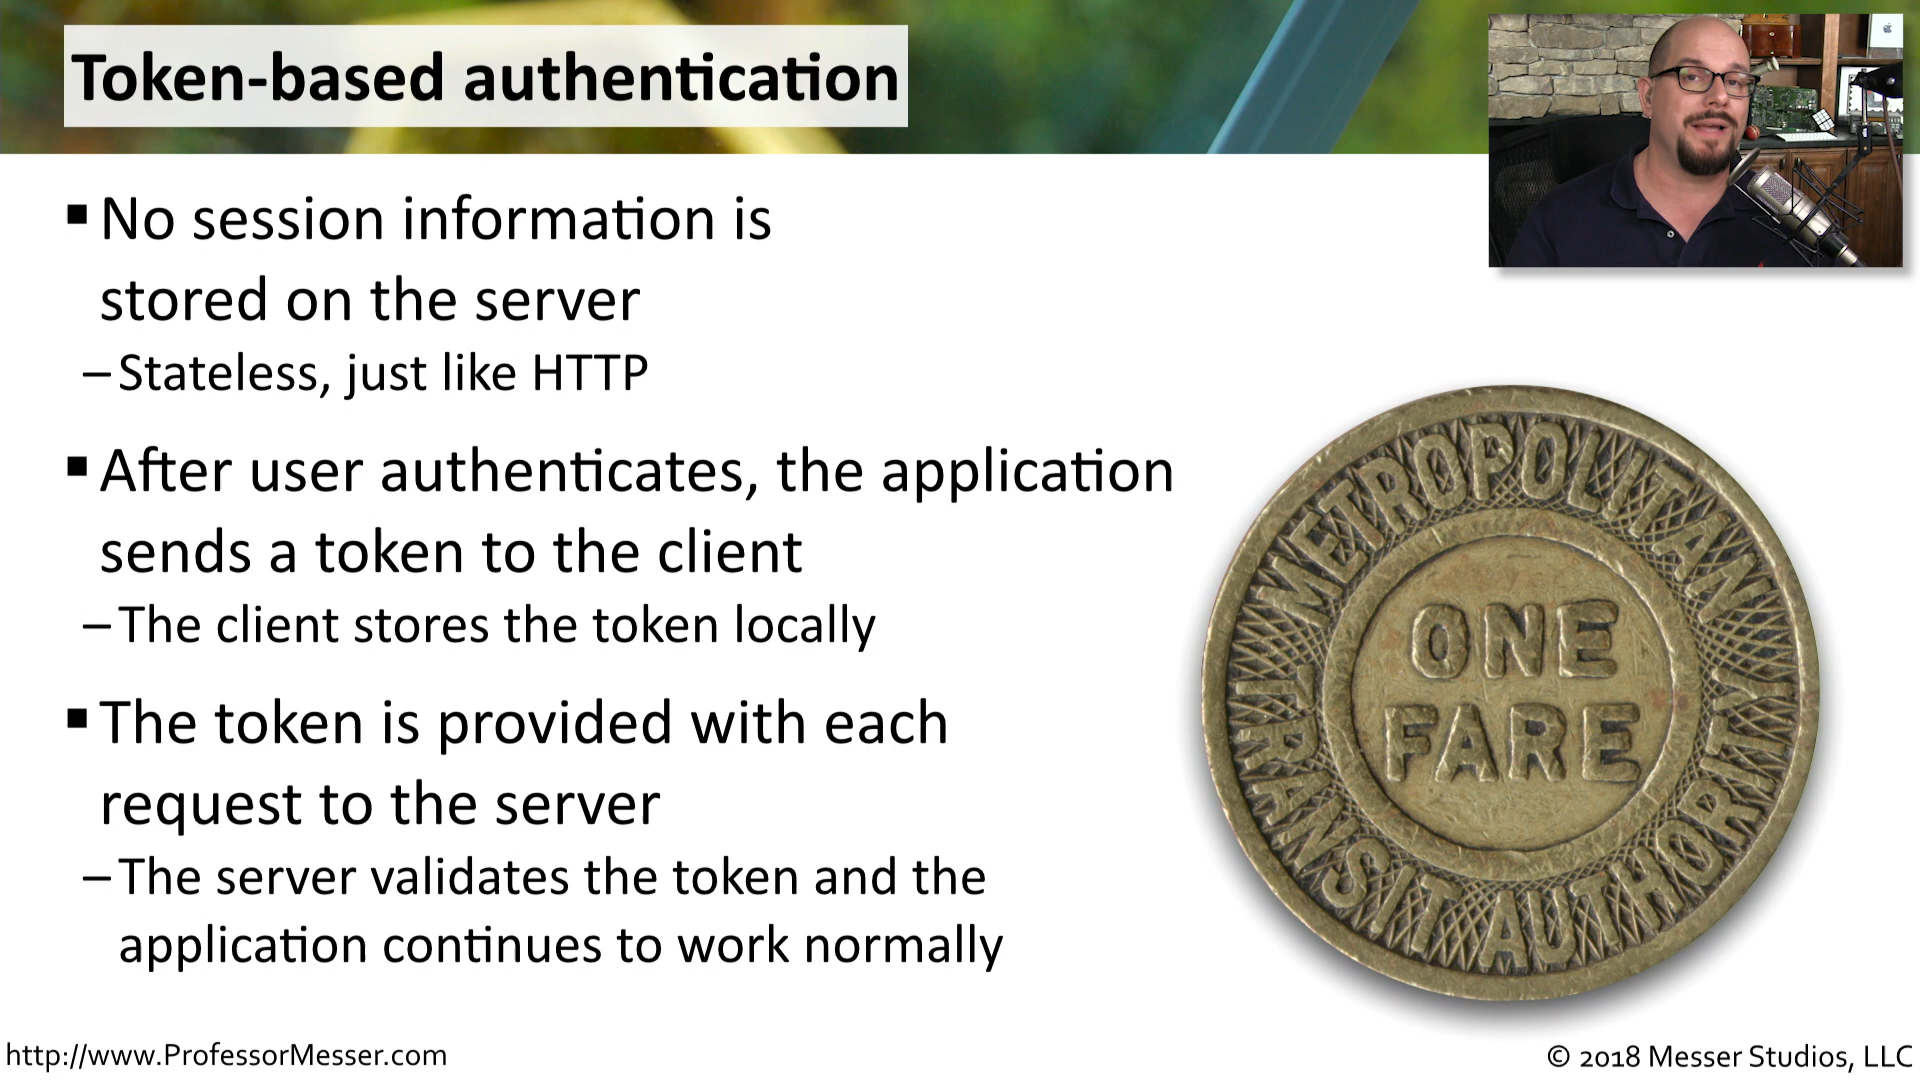 Token-based authentication
▪ No session information is
stored on the server
– Stateless, just like HTTP
▪ After user authenticates, the application
sends a token to the client
– The client stores the token locally
▪ The token is provided with each
request to the server
– The server validates the token and the
application continues to work normally
METROPOLITAN
ONE
FARE
TRANSIT AUTHORITY
http://www.ProfessorMesser.com
© 2018 Messer Studios, LLC